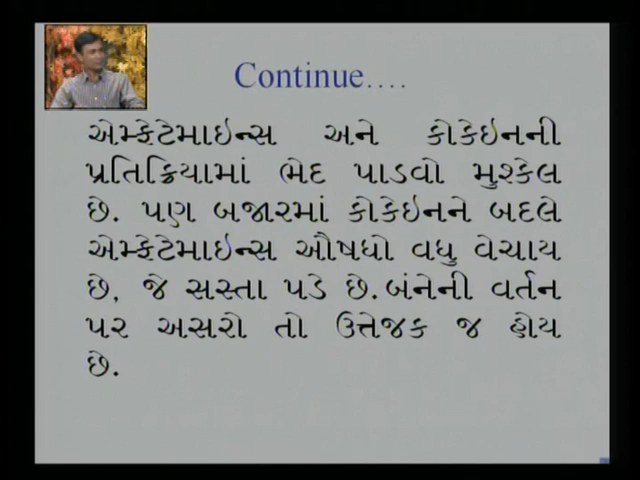 Continue....
એમ્ફેટેમાઇન્સ અને કોકેઇનની
પ્રતિક્રિયામાં ભેદ પાડવો મુશ્કેલ
છે. પણ બજારમાં કોકેઇનને બદલે
એમ્ફેટેમાઇન્સ ઔષધો વધુ વેચાય
છે, જે સસ્તા પડે છે.બંનેની વર્તન
પર અસરો તો ઉત્તેજક જ હોય
છે.